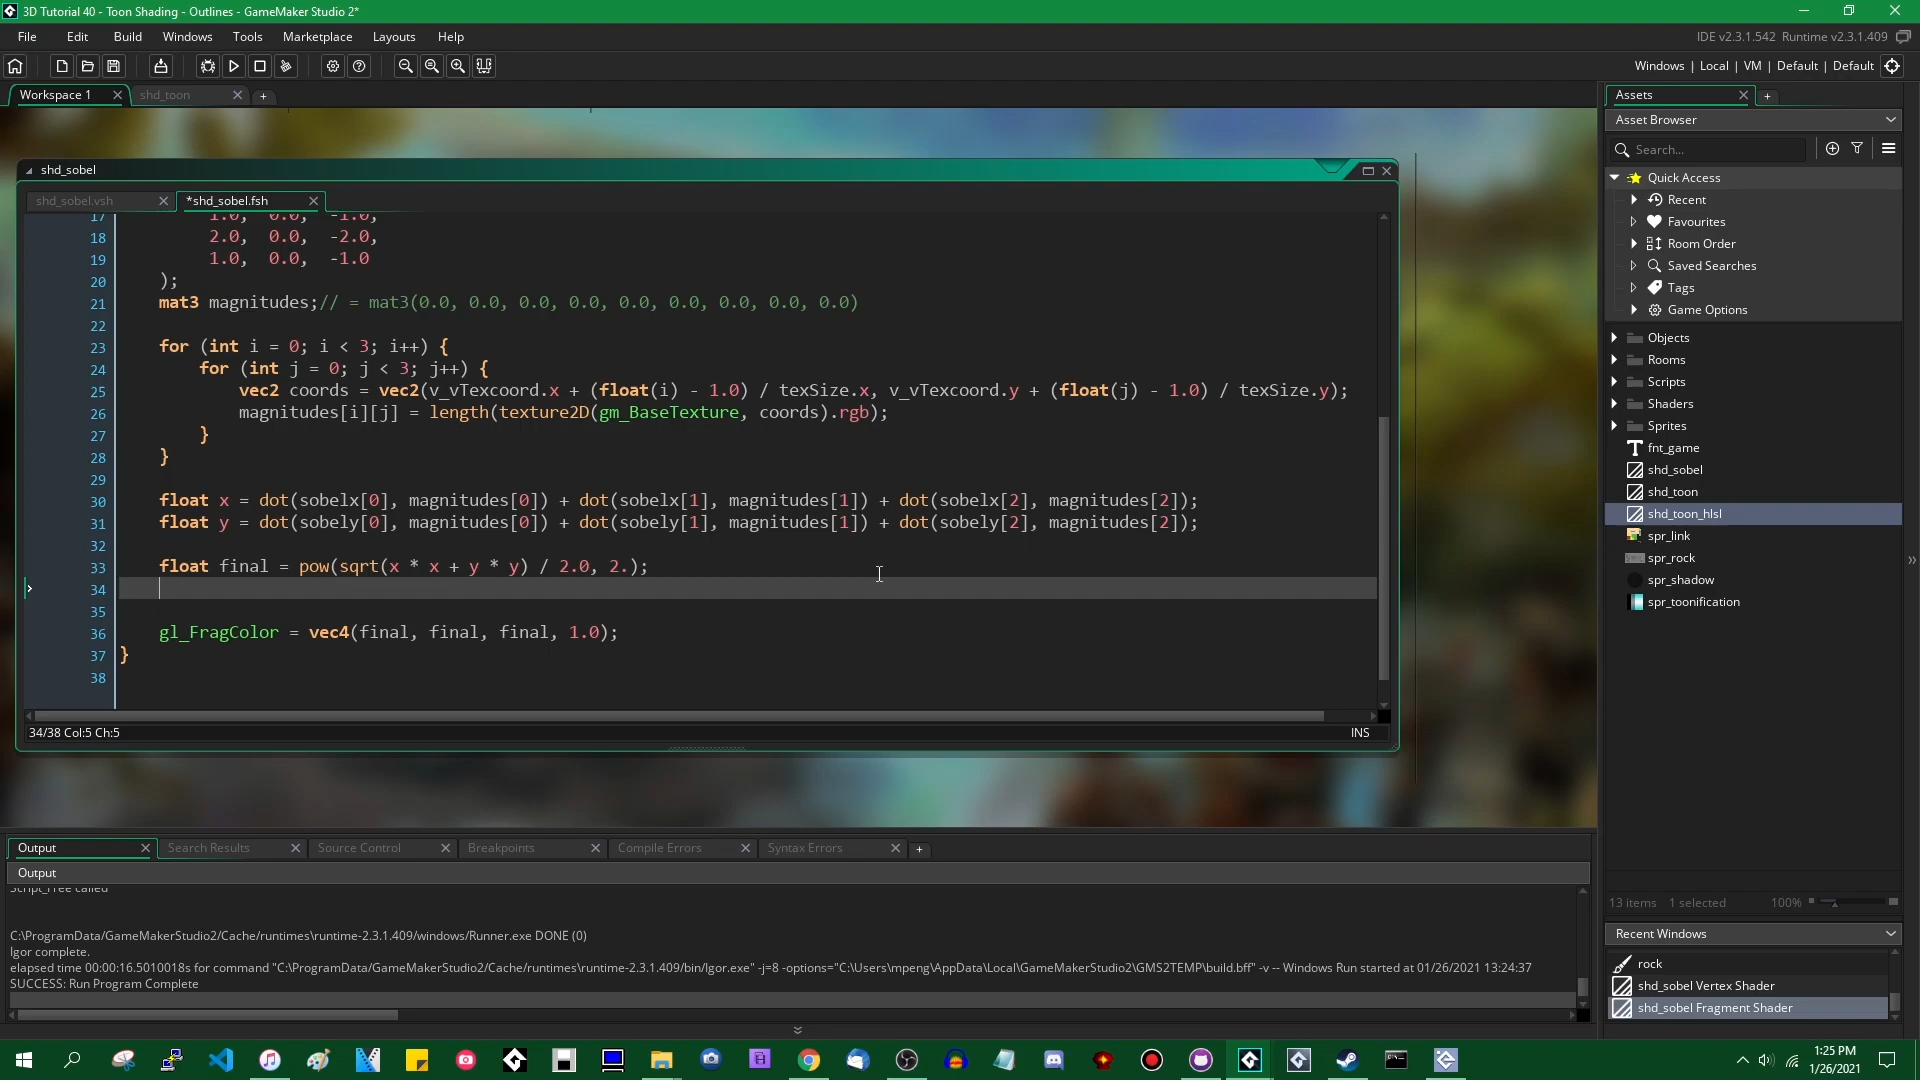 3D Tutorial 40 - Toon Shading - Outlines - GameMaker Studio 2*
File Edit Build Windows Tools Marketplace Layouts Help
IDE v2.3.1.542 Runtime v2.3.1.409
Windows | Local | VM | Default | Default
Workspace 1
shd_toon
shd_sobel
shd_sobel.vsh
*shd_sobel.fsh
17 1.0, 0.0, -1.0,
18 2.0, 0.0, -2.0,
19 1.0, 0.0, -1.0
20 );
21 mat3 magnitudes;// = mat3(0.0, 0.0, 0.0, 0.0, 0.0, 0.0, 0.0, 0.0, 0.0)
22
23 for (int i = 0; i < 3; i++) {
24 for (int j = 0; j < 3; j++) {
25 vec2 coords = vec2(v_vTexcoord.x + (float(i) - 1.0) / texSize.x, v_vTexcoord.y + (float(j) - 1.0) / texSize.y);
26 magnitudes[i][j] = length(texture2D(gm_BaseTexture, coords).rgb);
27 }
28 }
29
30 float x = dot(sobelx[0], magnitudes[0]) + dot(sobelx[1], magnitudes[1]) + dot(sobelx[2], magnitudes[2]);
31 float y = dot(sobely[0], magnitudes[0]) + dot(sobely[1], magnitudes[1]) + dot(sobely[2], magnitudes[2]);
32
33 float final = pow(sqrt(x * x + y * y) / 2.0, 2.);
34
35
36 gl_FragColor = vec4(final, final, final, 1.0);
37 }
38
34/38 Col:5 Ch:5
INS
Output
Search Results
Source Control
Breakpoints
Compile Errors
Syntax Errors
Output
Script_Free called
C:\ProgramData/GameMakerStudio2/Cache/runtimes\runtime-2.3.1.409/windows/Runner.exe DONE (0)
Igor complete.
elapsed time 00:00:16.5010018s for command "C:\ProgramData/GameMakerStudio2/Cache/runtimes\runtime-2.3.1.409/bin/Igor.exe" -j=8 -options="C:\Users\mpeng\AppData\Local\GameMakerStudio2\GMS2TEMP\build.bff" -v -- Windows Run started at 01/26/2021 13:24:37
SUCCESS: Run Program Complete
Assets
Asset Browser
Search...
Quick Access
Recent
Favourites
Room Order
Saved Searches
Tags
Game Options
Objects
Rooms
Scripts
Shaders
Sprites
fnt_game
shd_sobel
shd_toon
shd_toon_hlsl
spr_link
spr_rock
spr_shadow
spr_toonification
13 items 1 selected 100%
Recent Windows
rock
shd_sobel Vertex Shader
shd_sobel Fragment Shader
1:25 PM
1/26/2021